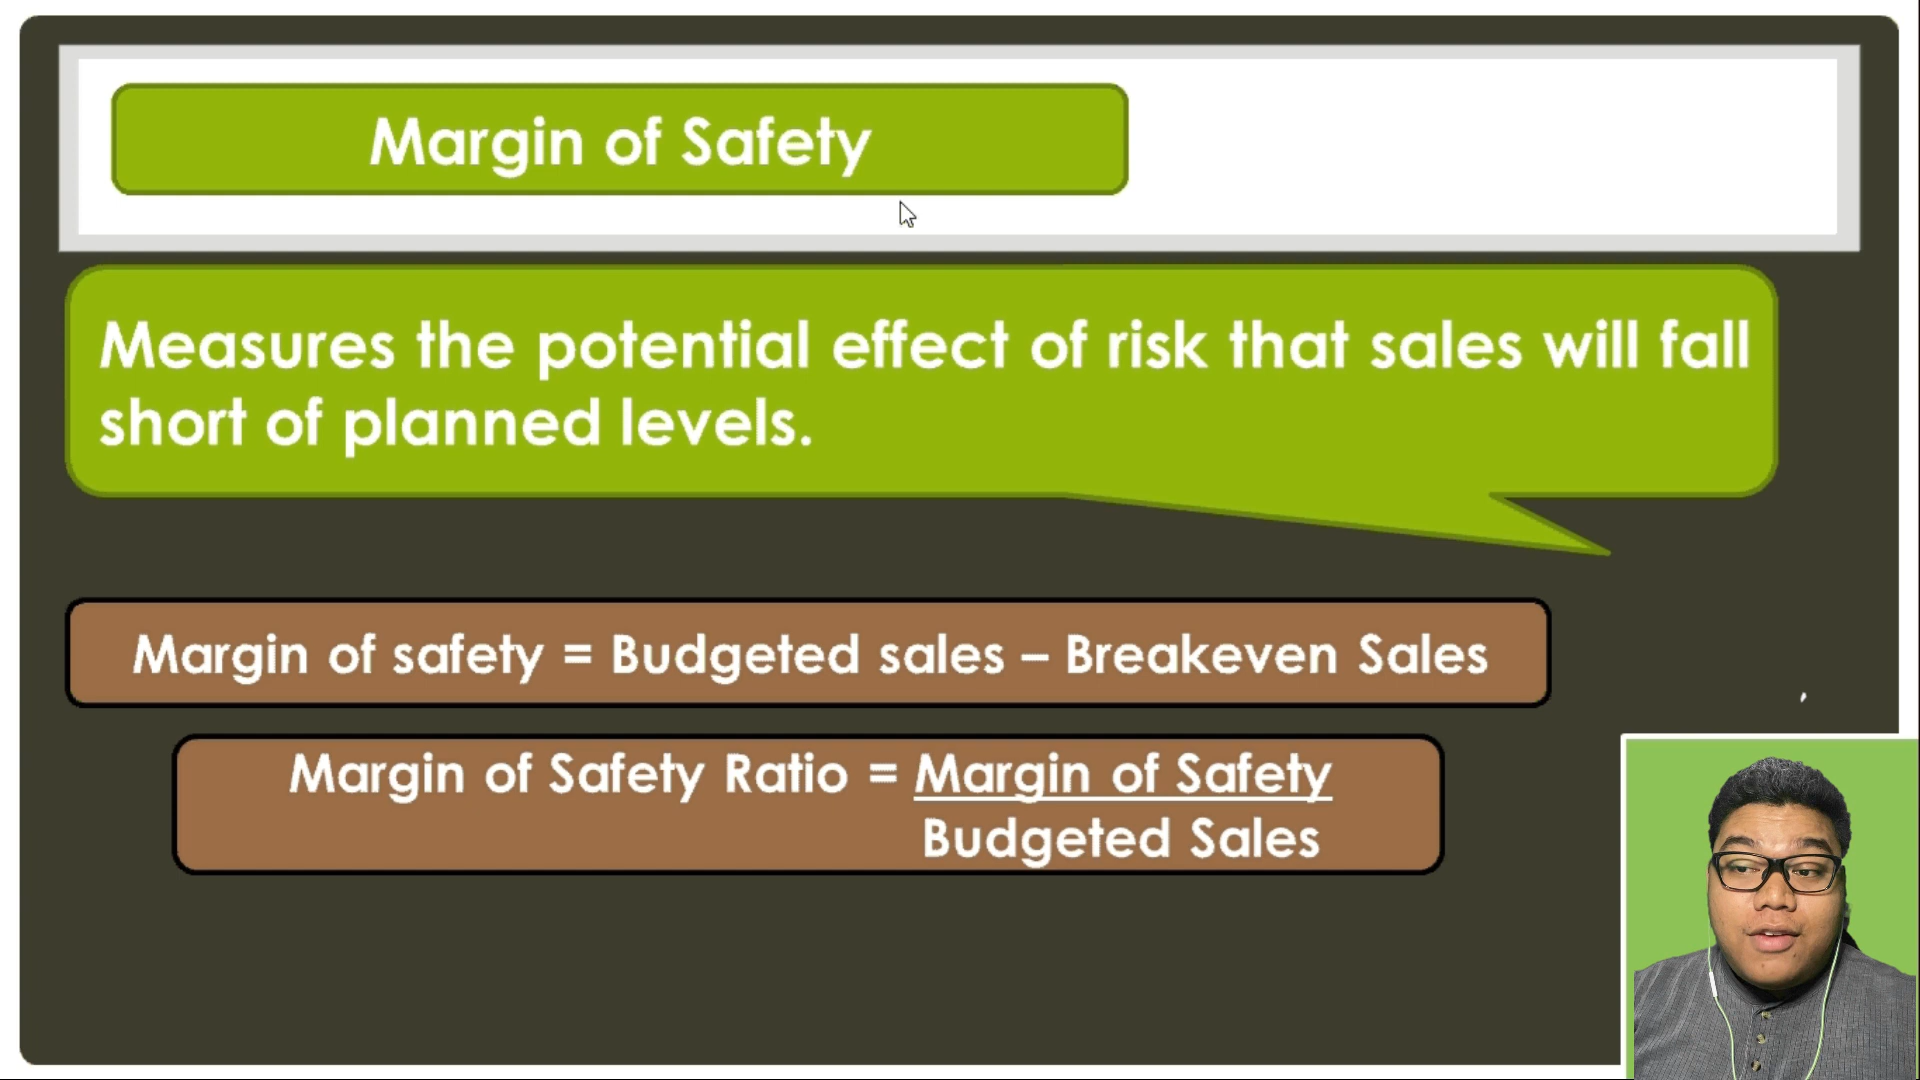 Margin of Safety
Measures the potential effect of risk that sales will fall
short of planned levels.
Margin of safety = Budgeted sales – Breakeven Sales
Margin of Safety Ratio = Margin of Safety
Budgeted Sales